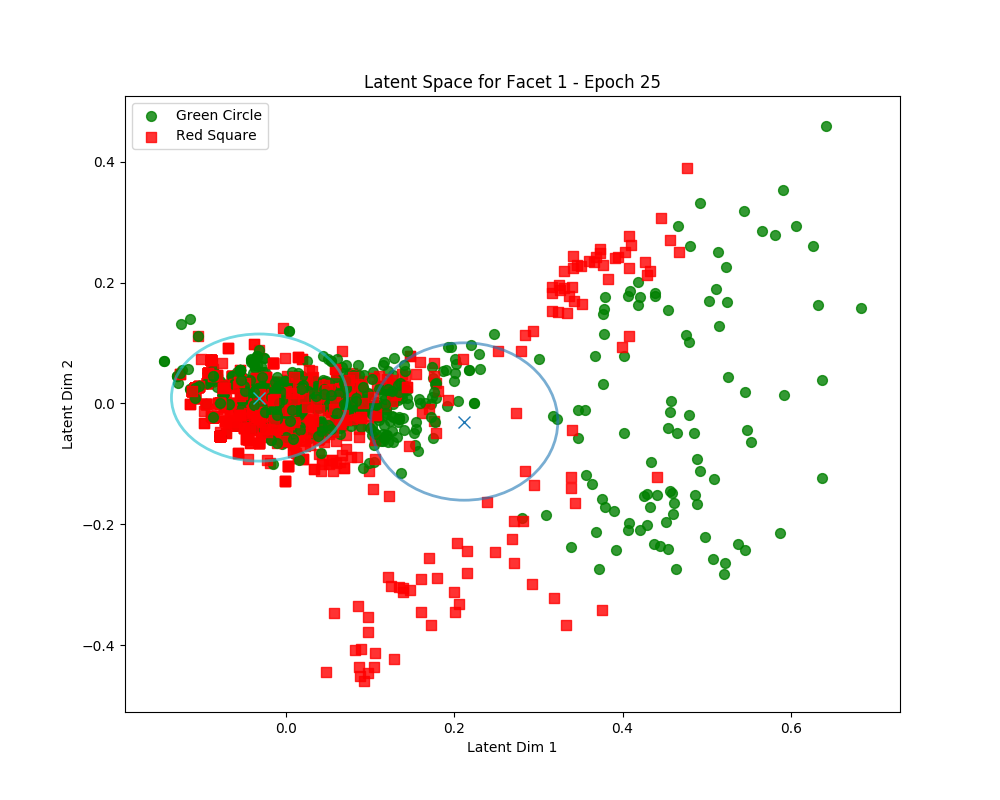 Latent Space for Facet 1 - Epoch 25
Green Circle
Red Square
0.4
0.2
0.0
−0.2
−0.4
Latent Dim 2
0.0
0.2
0.4
0.6
Latent Dim 1